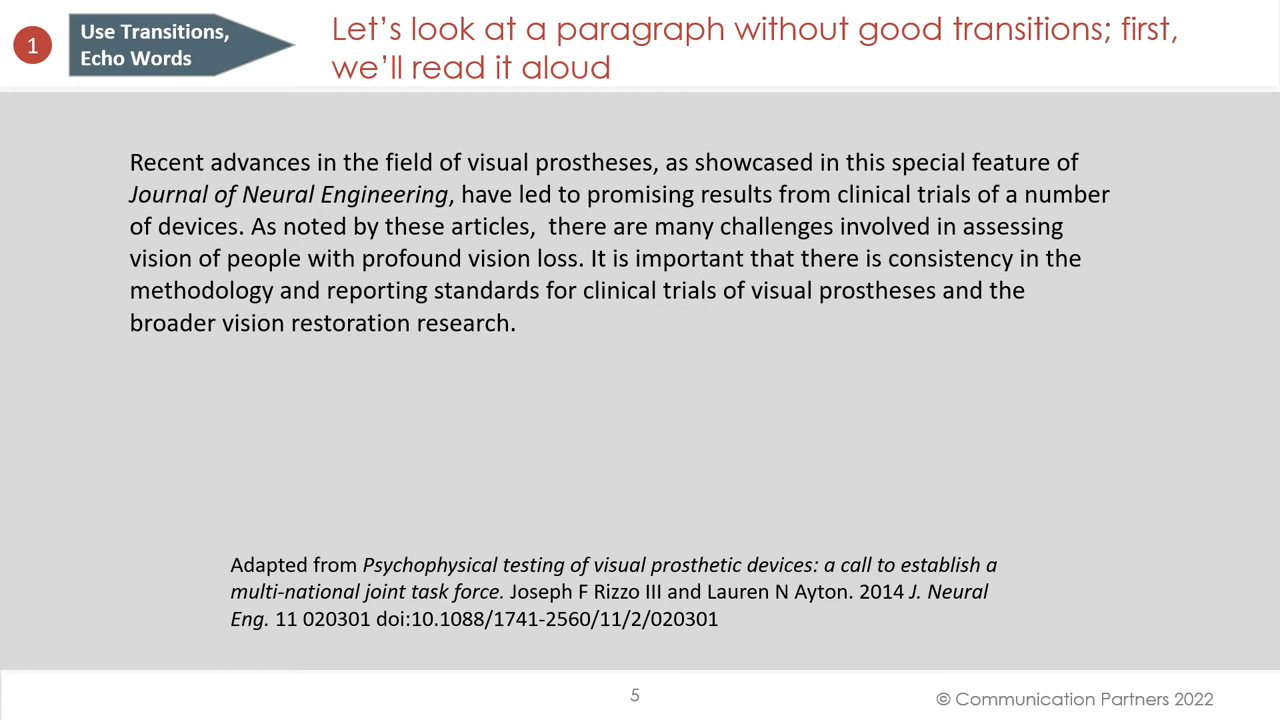 1
Use Transitions,
Echo Words
Let’s look at a paragraph without good transitions; first,
we’ll read it aloud
Recent advances in the field of visual prostheses, as showcased in this special feature of
Journal of Neural Engineering, have led to promising results from clinical trials of a number
of devices. As noted by these articles,  there are many challenges involved in assessing
vision of people with profound vision loss. It is important that there is consistency in the
methodology and reporting standards for clinical trials of visual prostheses and the
broader vision restoration research.
Adapted from Psychophysical testing of visual prosthetic devices: a call to establish a
multi-national joint task force. Joseph F Rizzo III and Lauren N Ayton. 2014 J. Neural
Eng. 11 020301 doi:10.1088/1741-2560/11/2/020301
5
© Communication Partners 2022